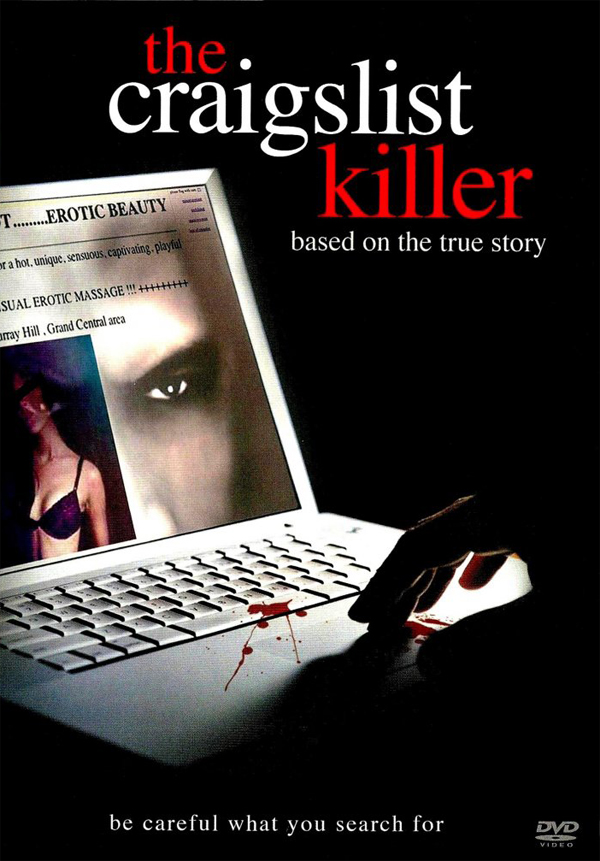 the
craigslist
killer
based on the true story
T.........EROTIC BEAUTY
or a hot, unique, sensuous, captivating, playful
SUAL EROTIC MASSAGE !!! +++++++++
urray Hill , Grand Central area
be careful what you search for
DVD
VIDEO